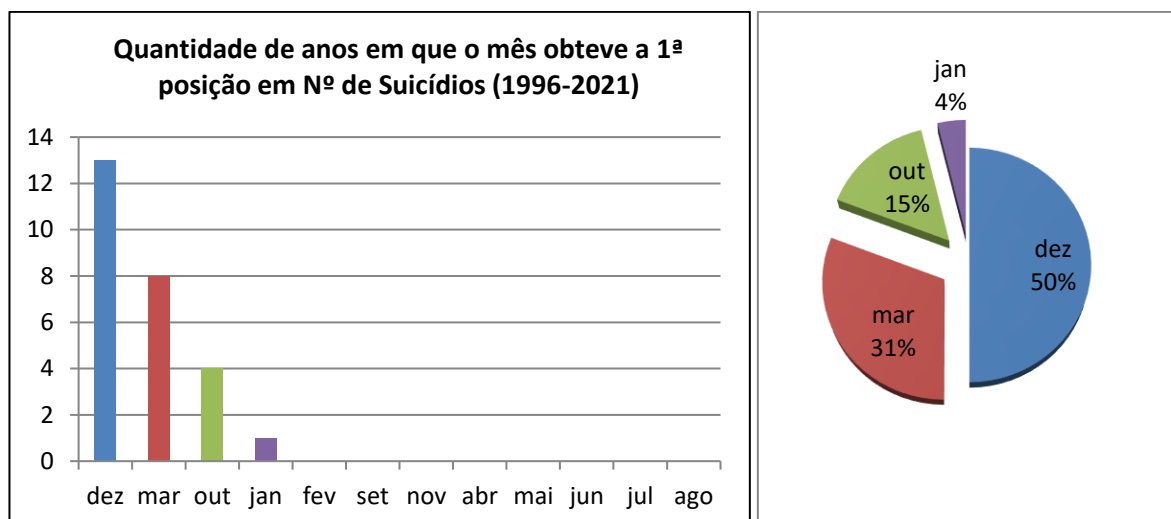 Quantidade de anos em que o mês obteve a 1ª
posição em Nº de Suicídios (1996-2021)
14
12
10
8
6
4
2
0
dez mar out jan fev set nov abr mai jun jul ago
jan
4%
out
15%
dez
50%
mar
31%